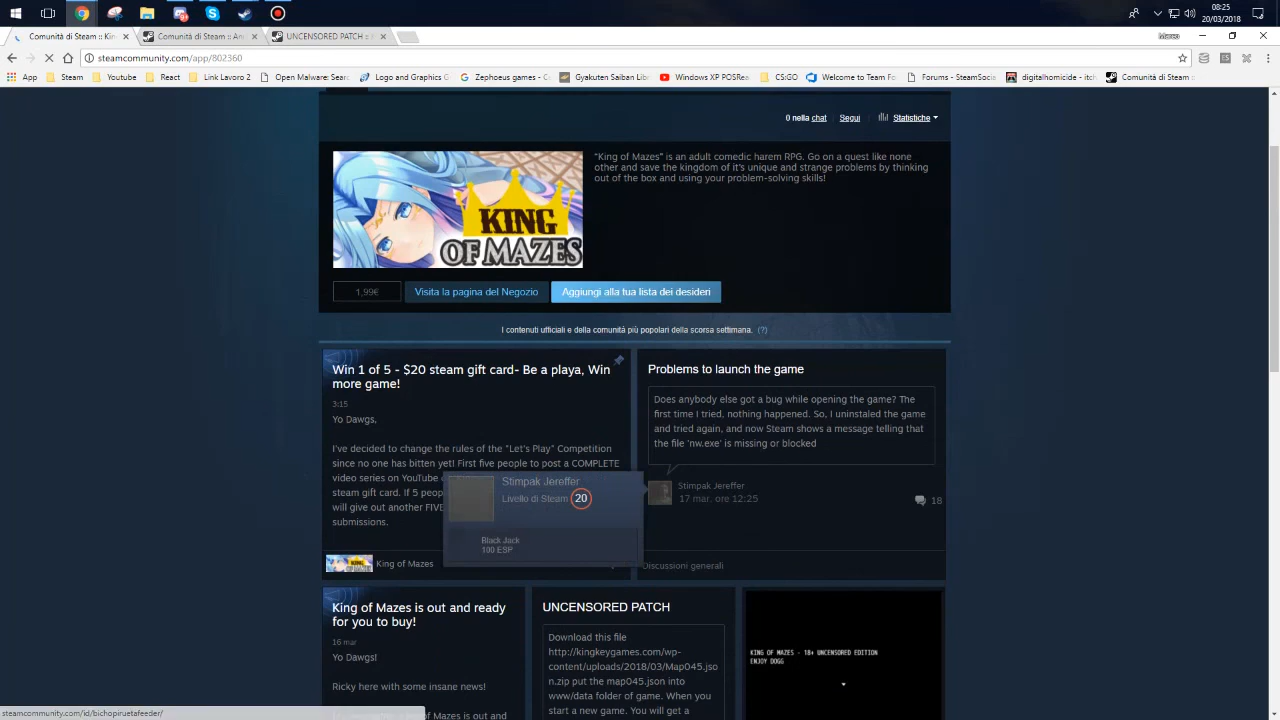 08:25
20/03/2018
Comunità di Steam :: Kin
Comunità di Steam :: An
UNCENSORED PATCH ::
Marco
steamcommunity.com/app/802360
App
Steam
Youtube
React
Link Lavoro 2
Open Malware: Searc
Logo and Graphics G
Zephoeus games - G
Gyakuten Saiban Lib
Windows XP POSRea
CS:GO
Welcome to Team Fo
Forums - SteamSocia
digitalhomicide - itch
Comunità di Steam ::
0 nella chat
Segui
Statistiche
"King of Mazes" is an adult comedic harem RPG. Go on a quest like none
other and save the kingdom of it's unique and strange problems by thinking
out of the box and using your problem-solving skills!
KING
OF MAZES
1,99€
Visita la pagina del Negozio
Aggiungi alla tua lista dei desideri
I contenuti ufficiali e della comunità più popolari della scorsa settimana. (?)
Win 1 of 5 - $20 steam gift card- Be a playa, Win
more game!
3:15
Yo Dawgs,
I've decided to change the rules of the "Let's Play" Competition
since no one has bitten yet! First five people to post a COMPLETE
video series on YouTube
steam gift card. If 5 peop
will give out another FIVE
submissions.
King of Mazes
Stimpak Jereffer
Livello di Steam 20
Black Jack
100 ESP
Problems to launch the game
Does anybody else got a bug while opening the game? The
first time I tried, nothing happened. So, I uninstaled the game
and tried again, and now Steam shows a message telling that
the file 'nw.exe' is missing or blocked
Stimpak Jereffer
17 mar. ore 12:25
18
Discussioni generali
King of Mazes is out and ready
for you to buy!
16 mar
Yo Dawgs!
Ricky here with some insane news!
of Mazes is out and
UNCENSORED PATCH
Download this file
http://kingkeygames.com/wp-
content/uploads/2018/03/Map045.jso
n.zip put the map045.json into
www/data folder of game. When you
start a new game. You will get a
KING OF MAZES - 18+ UNCENSORED EDITION
ENJOY DOGG
steamcommunity.com/id/bichopiruetafeeder/